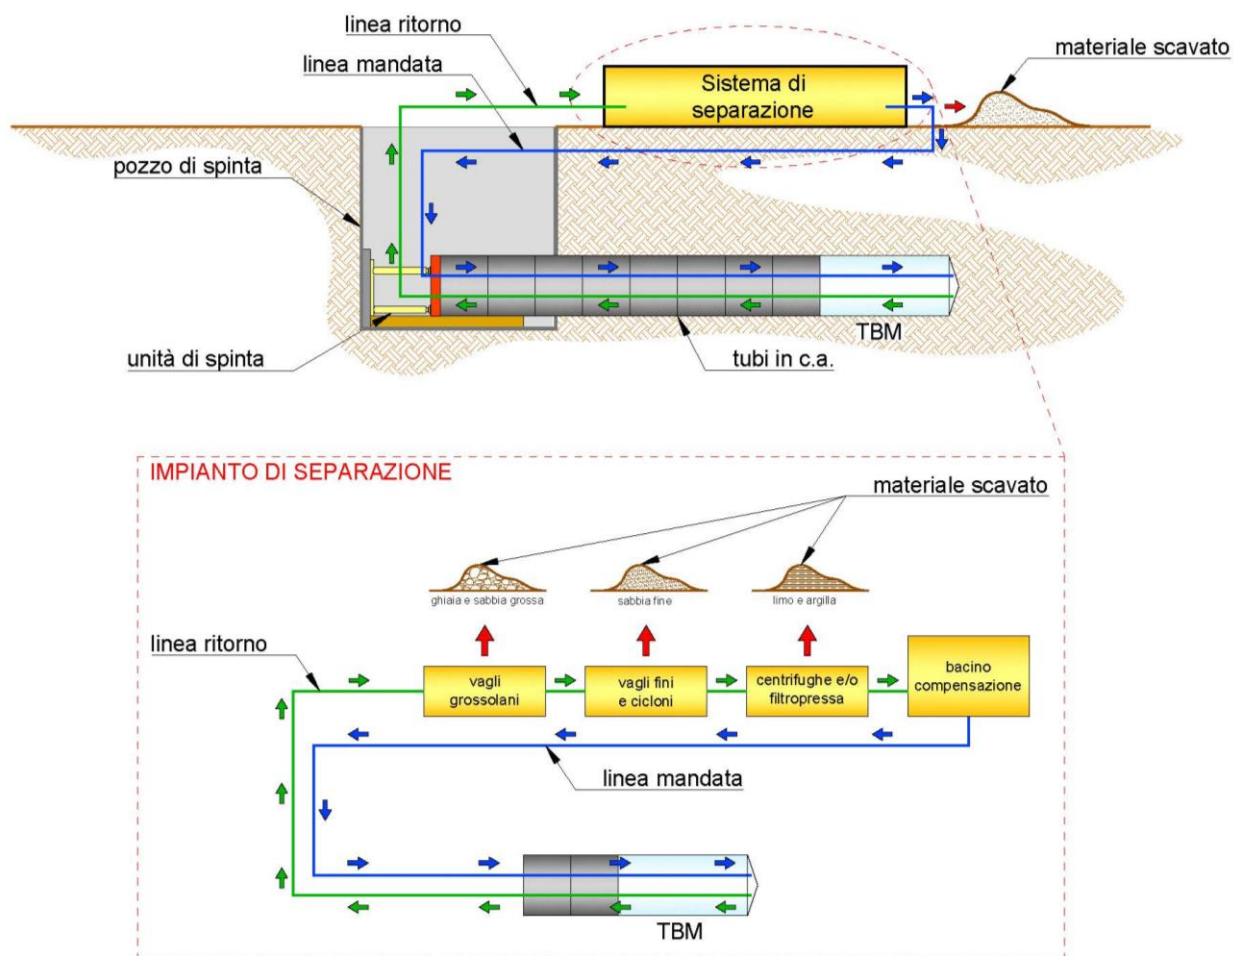 linea ritorno
linea mandata
materiale scavato
Sistema di
separazione
pozzo di spinta
unità di spinta
TBM
tubi in c.a.
IMPIANTO DI SEPARAZIONE
materiale scavato
ghiaia e sabbia grossa
sabbia fine
limo e argilla
linea ritorno
vagli
grossolani
vagli fini
e cicloni
centrifughe e/o
filtropressa
bacino
compensazione
linea mandata
TBM